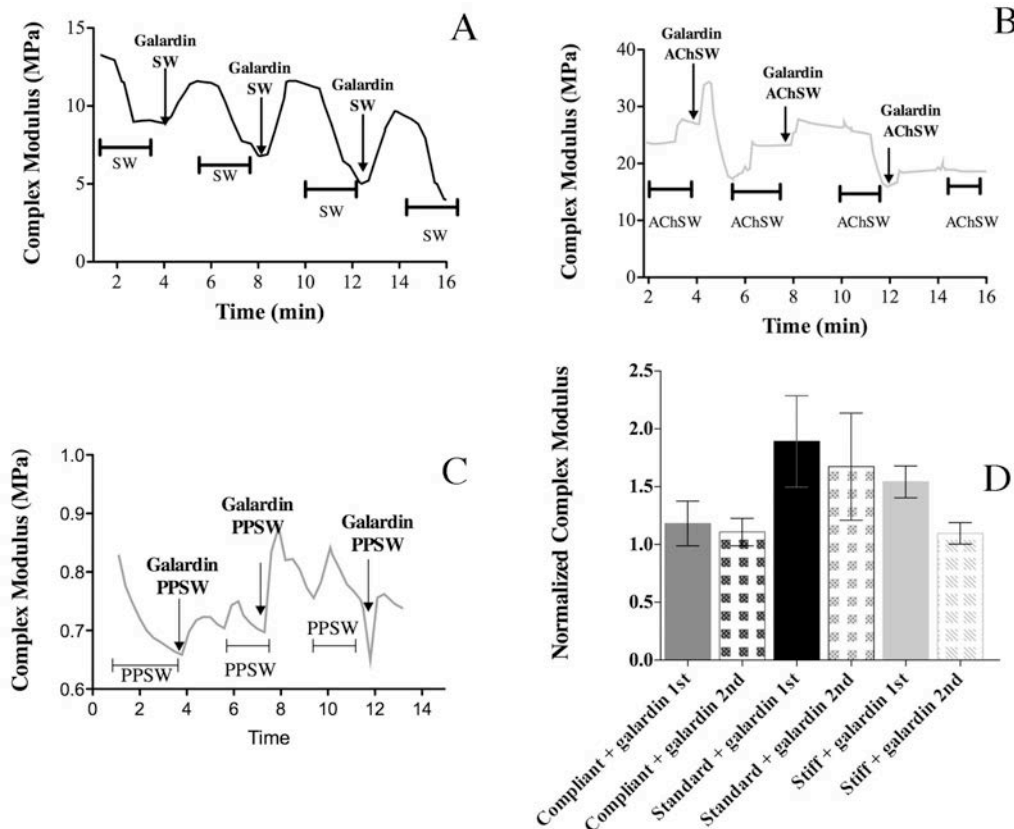 A
Complex Modulus (MPa)
15
10
5
0
Galardin
SW
Galardin
SW
Galardin
SW
SW
SW
SW
SW
2
4
6
8
10
12
14
16
Time (min)
B
Complex Modulus (MPa)
40
30
20
10
0
Galardin
AChSW
Galardin
AChSW
Galardin
AChSW
AChSW
AChSW
AChSW
AChSW
2
4
6
8
10
12
14
16
Time (min)
C
Complex Modulus (MPa)
1.0
0.9
0.8
0.7
0.6
Galardin
PPSW
Galardin
PPSW
Galardin
PPSW
PPSW
PPSW
PPSW
0
2
4
6
8
10
12
14
Time
D
Normalized Complex Modulus
2.5
2.0
1.5
1.0
0.5
0.0
Compliant + galardin 1st
Compliant + galardin 2nd
Standard + galardin 1st
Standard + galardin 2nd
Stiff + galardin 1st
Stiff + galardin 2nd